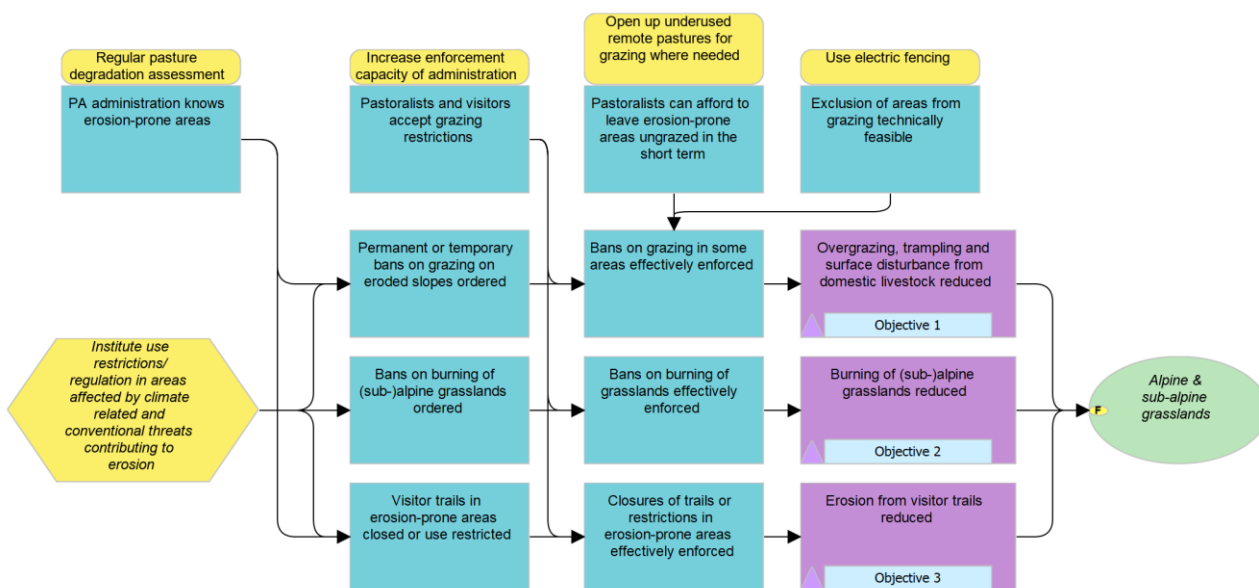 Regular pasture
degradation assessment
PA administration knows
erosion-prone areas
Increase enforcement
capacity of administration
Pastoralists and visitors
accept grazing
restrictions
Open up underused
remote pastures for
grazing where needed
Pastoralists can afford to
leave erosion-prone
areas ungrazed in the
short term
Use electric fencing
Exclusion of areas from
grazing technically
feasible
Permanent or temporary
bans on grazing on
eroded slopes ordered
Bans on grazing in some
areas effectively enforced
Overgrazing, trampling and
surface disturbance from
domestic livestock reduced
Objective 1
Institute use
restrictions/
regulation in areas
affected by climate
related and
conventional threats
contributing to
erosion
Bans on burning of
(sub-)alpine grasslands
ordered
Bans on burning of
grasslands effectively
enforced
Burning of (sub-)alpine
grasslands reduced
Objective 2
F
Alpine &
sub-alpine
grasslands
Visitor trails in
erosion-prone areas
closed or use restricted
Closures of trails or
restrictions in
erosion-prone areas
effectively enforced
Erosion from visitor trails
reduced
Objective 3